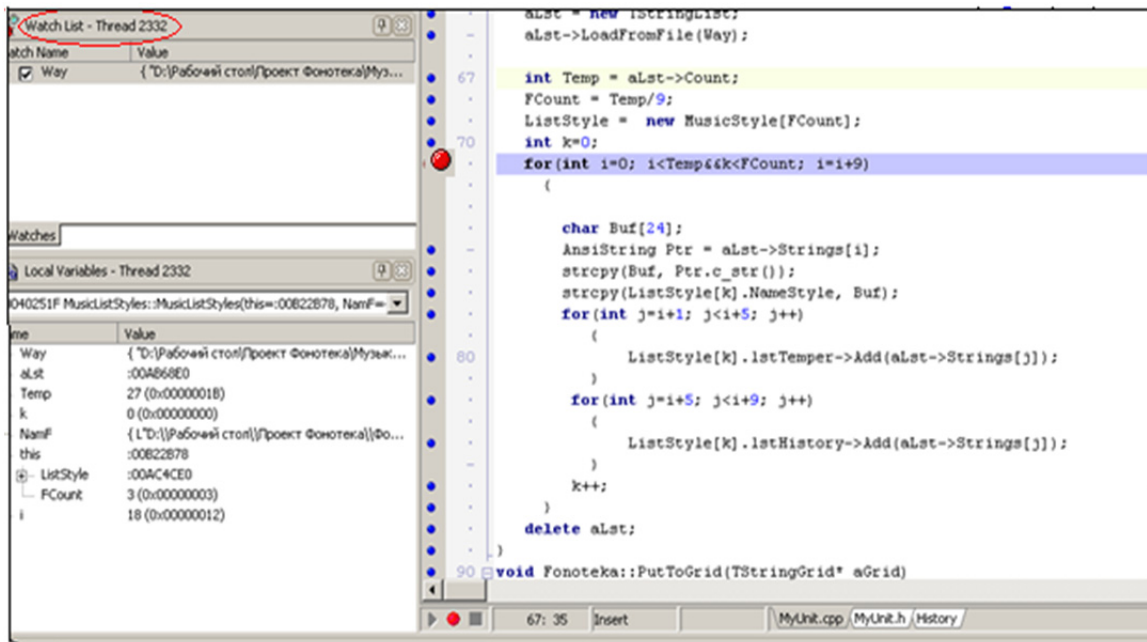 Watch List - Thread 2332
atch Name Value
Way { "D:\Рабочий стол\Проект Фонотека\Муз...
Watches
Local Variables - Thread 2332
040251F MusicListStyles::MusicListStyles(this=:00B22B78, NamF=
me Value
Way { "D:\Рабочий стол\Проект Фонотека\Музык...
aLst :00AB68E0
Temp 27 (0x0000001B)
k 0 (0x00000000)
NamF { L"D:\\Рабочий стол\\Проект Фонотека\\Фо...
this :00B22B78
ListStyle :00AC4CE0
FCount 3 (0x00000003)
i 18 (0x00000012)
aLst = new TStringList;
aLst->LoadFromFile(Way);
67 int Temp = aLst->Count;
FCount = Temp/9;
ListStyle = new MusicStyle[FCount];
70 int k=0;
for(int i=0; i<Temp&&k<FCount; i=i+9)
{
char Buf[24];
AnsiString Ptr = aLst->Strings[i];
strcpy(Buf, Ptr.c_str());
strcpy(ListStyle[k].NameStyle, Buf);
for(int j=i+1; j<i+5; j++)
{
80 ListStyle[k].lstTemper->Add(aLst->Strings[j]);
}
for(int j=i+5; j<i+9; j++)
{
ListStyle[k].lstHistory->Add(aLst->Strings[j]);
}
k++;
}
delete aLst;
}
90 void Fonoteka::PutToGrid(TStringGrid* aGrid)
67: 35 Insert MyUnit.cpp MyUnit.h History